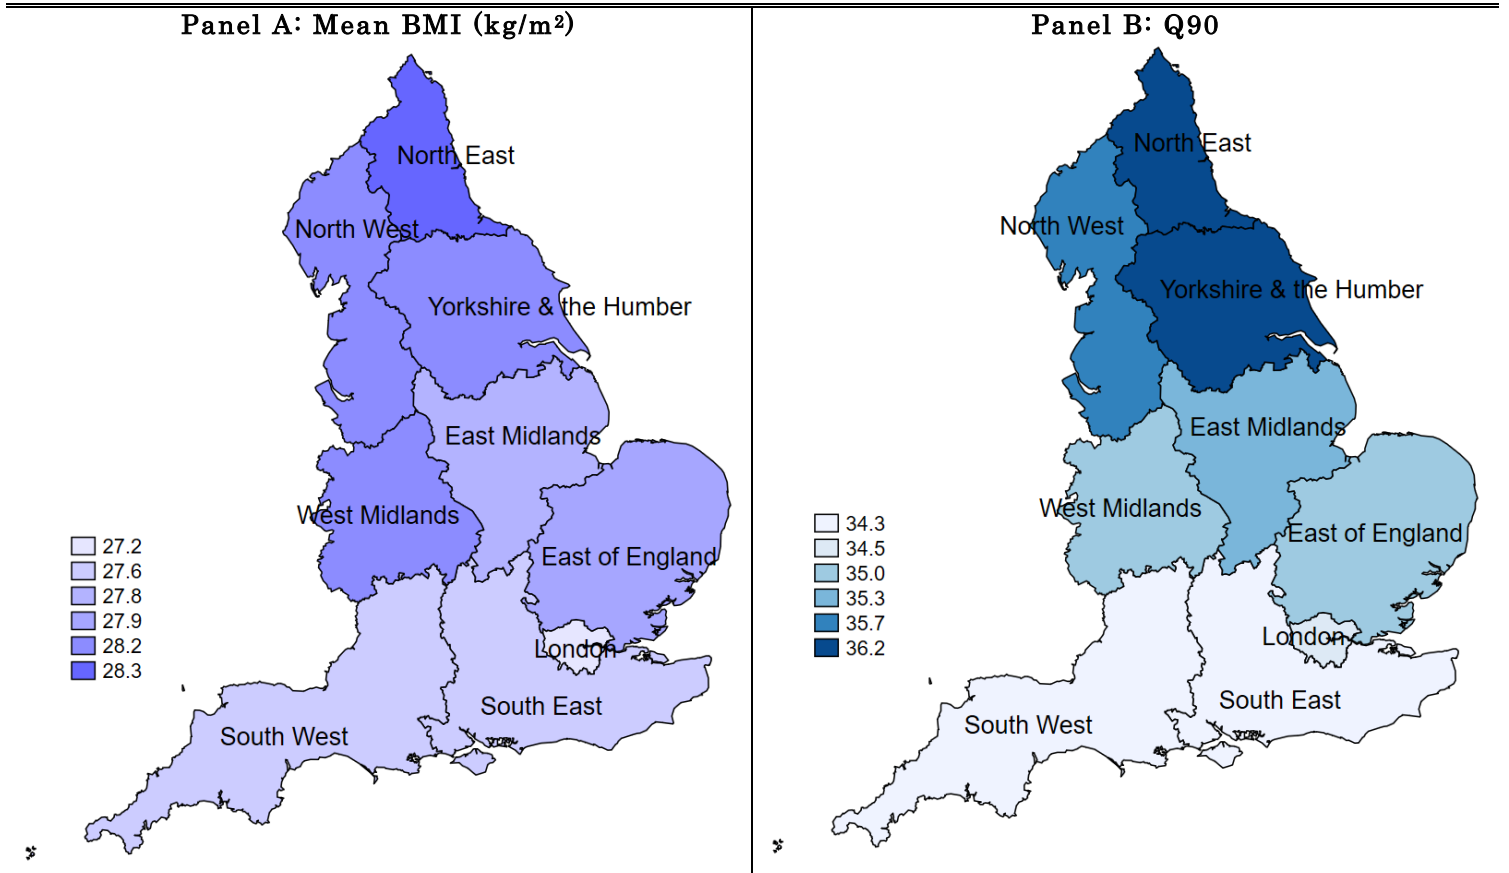 Panel A: Mean BMI (kg/m²)
North East
North West
Yorkshire & the Humber
East Midlands
West Midlands
East of England
London
South East
South West
27.2
27.6
27.8
27.9
28.2
28.3
Panel B: Q90
North East
North West
Yorkshire & the Humber
East Midlands
West Midlands
East of England
London
South East
South West
34.3
34.5
35.0
35.3
35.7
36.2